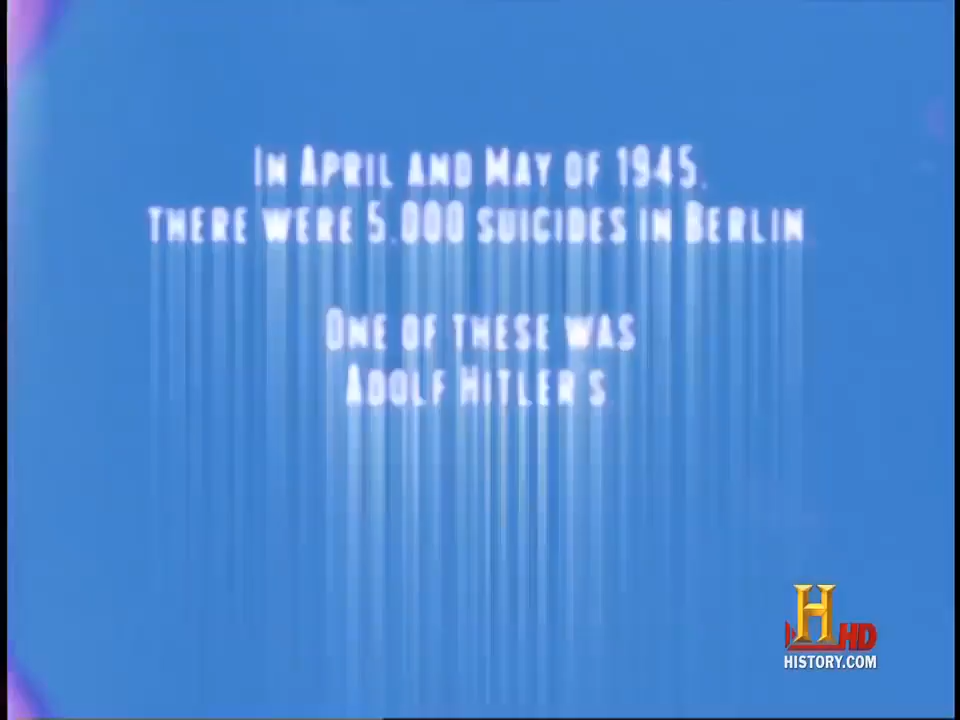 In April and May of 1945,
there were 5,000 suicides in Berlin
One of these was
Adolf Hitler's
H HD
HISTORY.COM